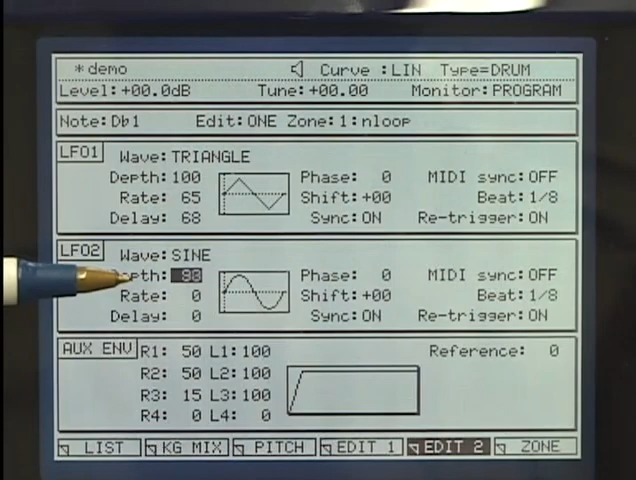 *demo Curve :LIN Type=DRUM
Level:+00.0dB Tune:+00.00 Monitor:PROGRAM
Note:Db1 Edit:ONE Zone:1:nloop
LFO1 Wave:TRIANGLE
Depth:100 Phase: 0 MIDI sync:OFF
Rate: 65 Shift:+00 Beat:1/8
Delay: 68 Sync:ON Re-trigger:ON
LFO2 Wave:SINE
epth: Phase: 0 MIDI sync:OFF
Rate: 0 Shift:+00 Beat:1/8
Delay: 0 Sync:ON Re-trigger:ON
AUX ENV R1: 50 L1:100 Reference: 0
R2: 50 L2:100
R3: 15 L3:100
R4: 0 L4: 0
LIST KG MIX PITCH EDIT 1 EDIT 2 ZONE